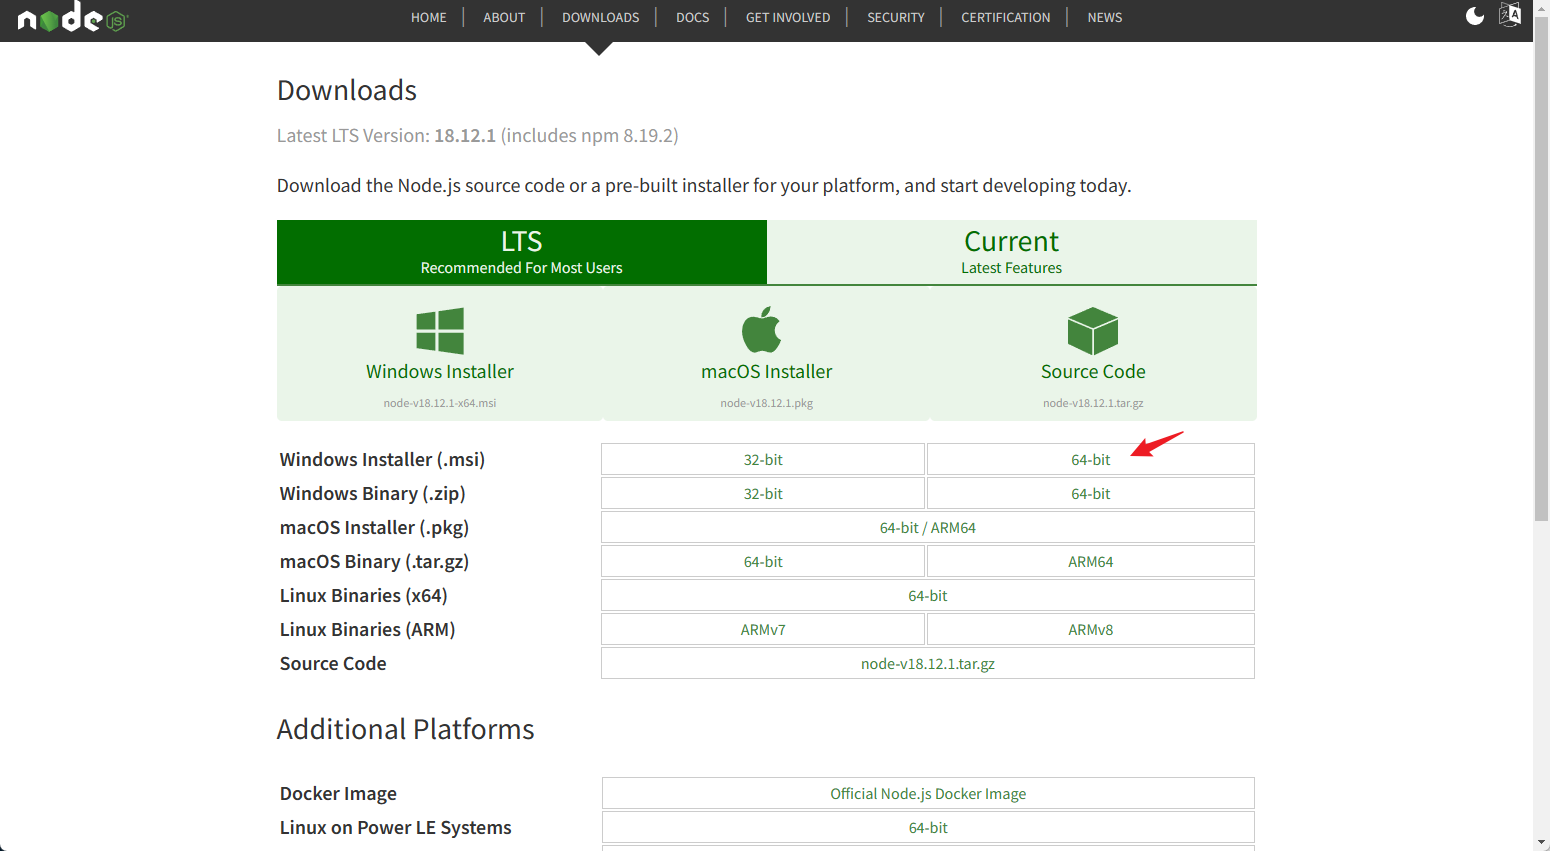 node JS
HOME ABOUT DOWNLOADS DOCS GET INVOLVED SECURITY CERTIFICATION NEWS
Downloads
Latest LTS Version: 18.12.1 (includes npm 8.19.2)
Download the Node.js source code or a pre-built installer for your platform, and start developing today.
LTS
Recommended For Most Users
Current
Latest Features
Windows Installer
node-v18.12.1-x64.msi
macOS Installer
node-v18.12.1.pkg
Source Code
node-v18.12.1.tar.gz
Windows Installer (.msi) 32-bit 64-bit
Windows Binary (.zip) 32-bit 64-bit
macOS Installer (.pkg) 64-bit / ARM64
macOS Binary (.tar.gz) 64-bit ARM64
Linux Binaries (x64) 64-bit
Linux Binaries (ARM) ARMv7 ARMv8
Source Code node-v18.12.1.tar.gz
Additional Platforms
Docker Image Official Node.js Docker Image
Linux on Power LE Systems 64-bit